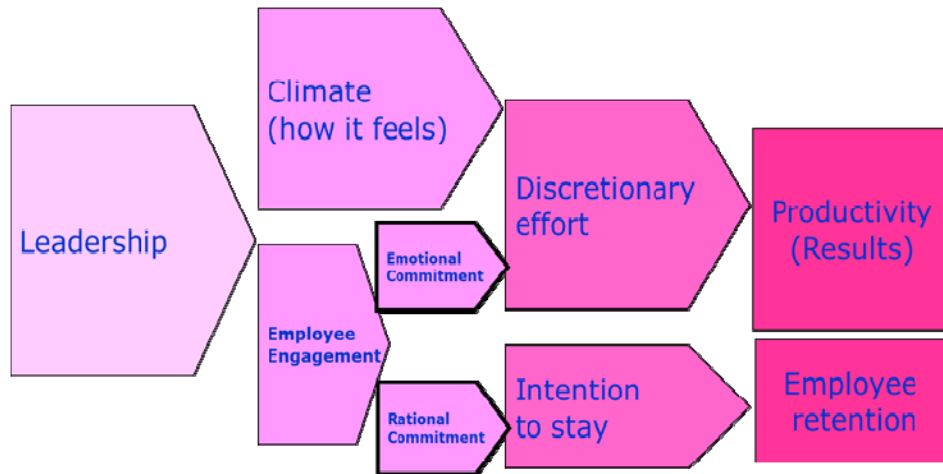 Leadership
Climate
(how it feels)
Employee
Engagement
Emotional
Commitment
Rational
Commitment
Discretionary
effort
Intention
to stay
Productivity
(Results)
Employee
retention